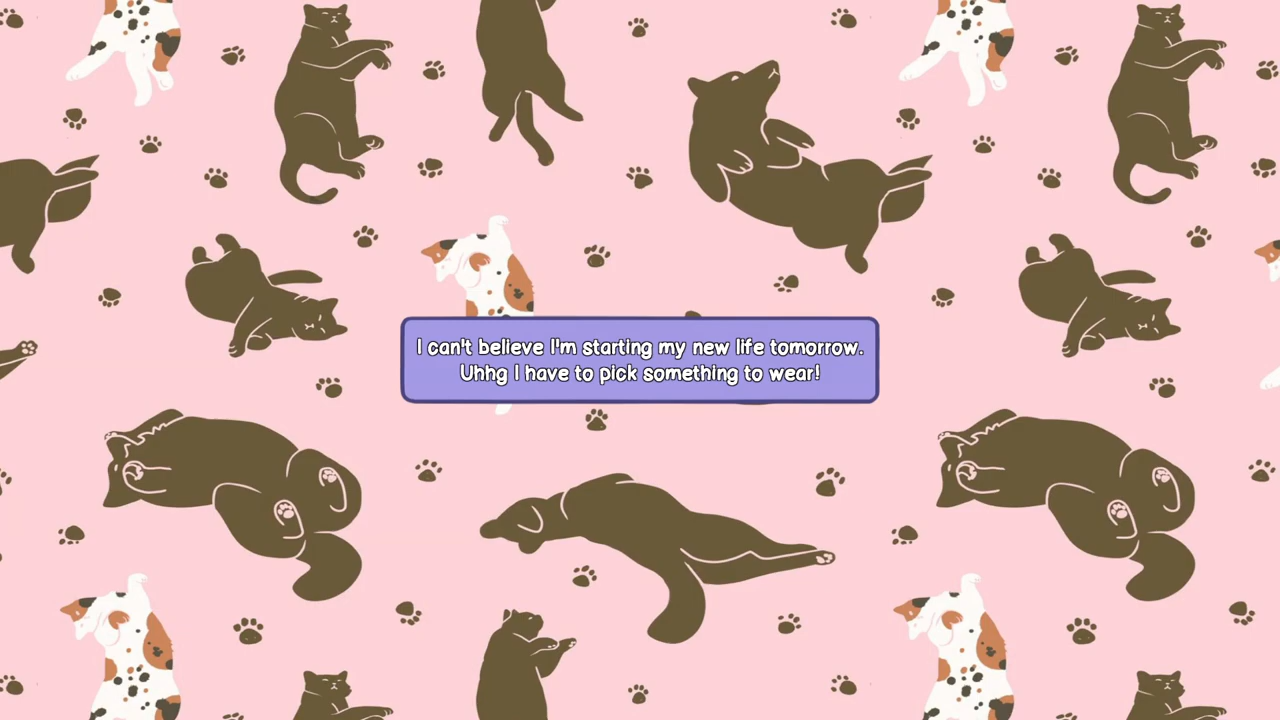 I can't believe I'm starting my new life tomorrow.
Uhhg I have to pick something to wear!